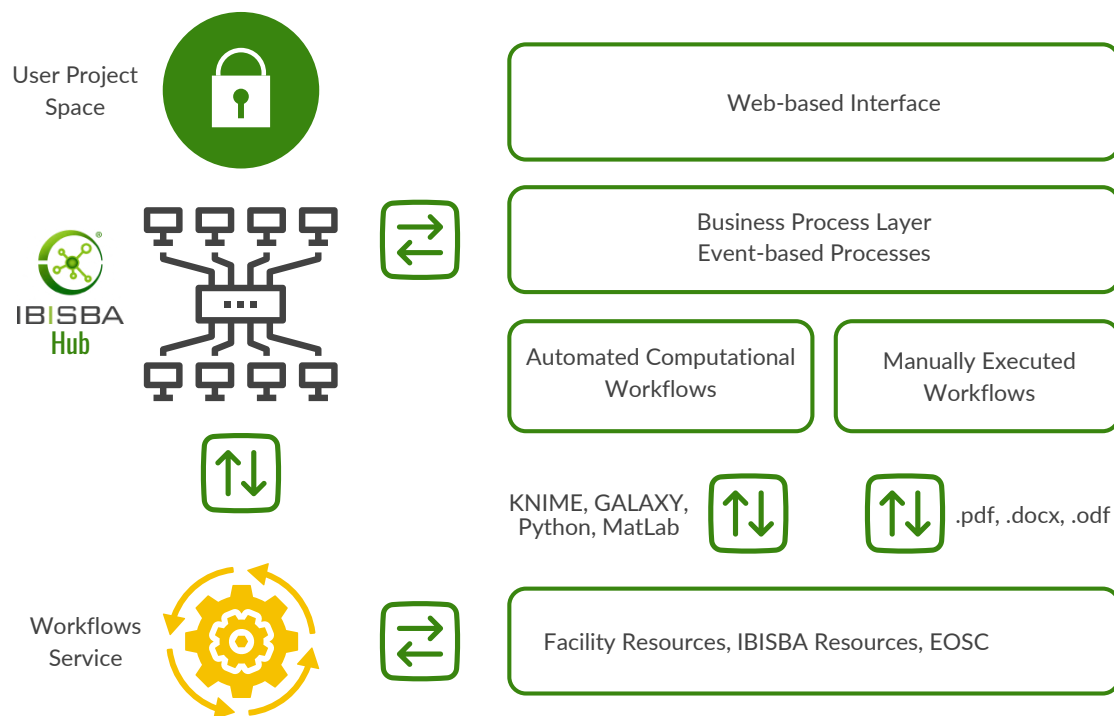 User Project
Space
Web-based Interface
Business Process Layer
Event-based Processes
®
IBISBA
Hub
Automated Computational
Workflows
Manually Executed
Workflows
KNIME, GALAXY,
Python, MatLab
.pdf, .docx, .odf
Workflows
Service
Facility Resources, IBISBA Resources, EOSC